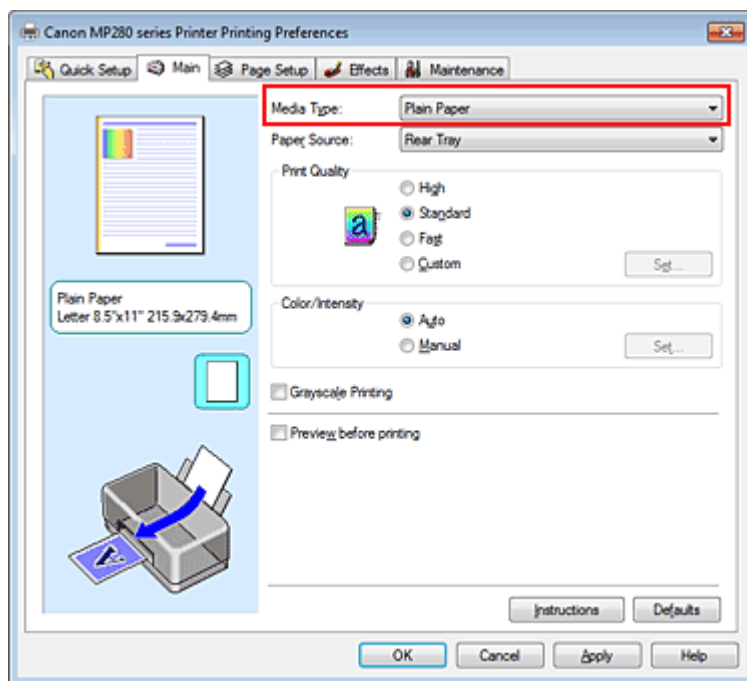 Canon MP280 series Printer Printing Preferences
Quick Setup Main Page Setup Effects Maintenance
Media Type: Plain Paper
Paper Source: Rear Tray
Print Quality
High
a Standard
Fast
Custom Set...
Plain Paper
Letter 8.5"x11" 215.9x279.4mm
Color/Intensity
Auto
Manual Set...
Grayscale Printing
Preview before printing
A
Instructions Defaults
OK Cancel Apply Help